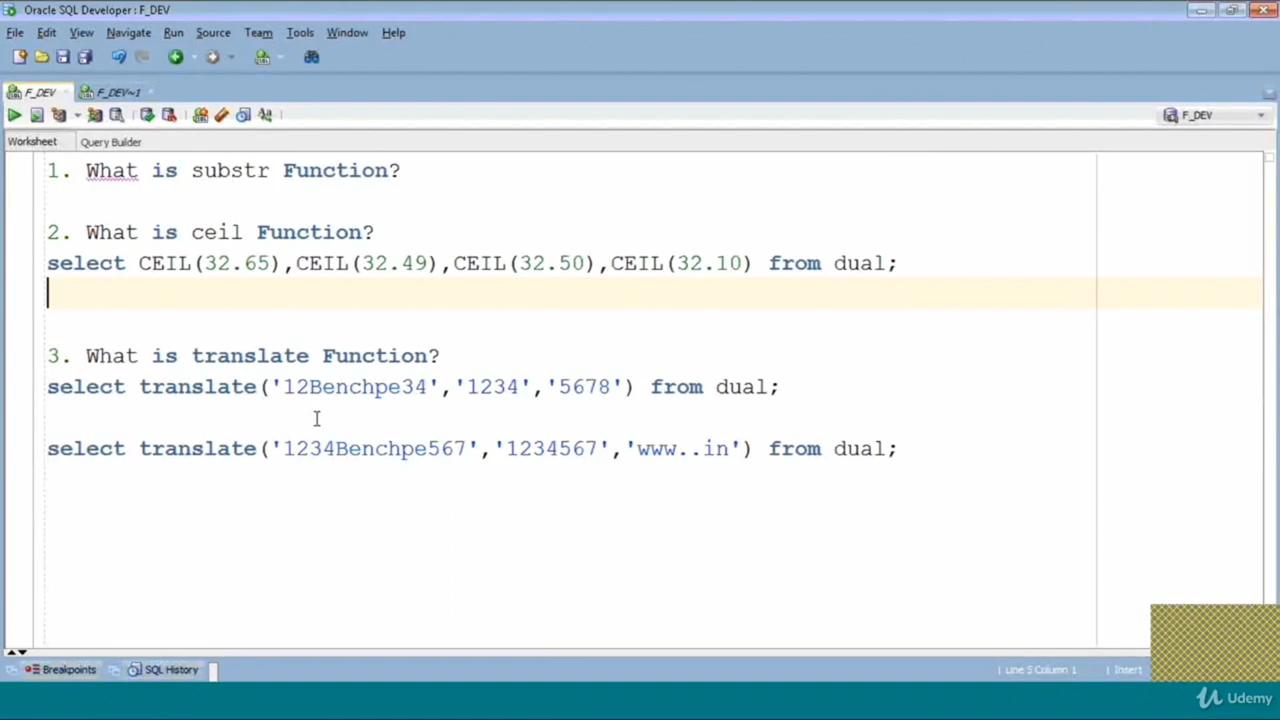 Oracle SQL Developer : F_DEV
File Edit View Navigate Run Source Team Tools Window Help
F_DEV F_DEV~1
F_DEV
Worksheet Query Builder
1. What is substr Function?
2. What is ceil Function?
select CEIL(32.65),CEIL(32.49),CEIL(32.50),CEIL(32.10) from dual;
3. What is translate Function?
select translate('12Benchpe34','1234','5678') from dual;
select translate('1234Benchpe567','1234567','www..in') from dual;
Breakpoints SQL History Line 5 Column 1 Insert
Udemy